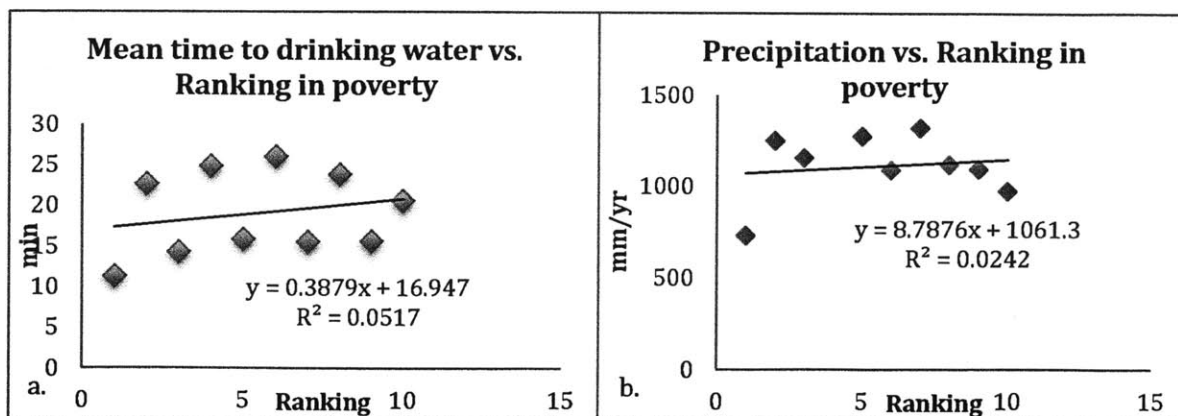 Mean time to drinking water vs.
Ranking in poverty
30
25
20
15
10
5
0
min
y = 0.3879x + 16.947
R² = 0.0517
0 5 10 15
Ranking
a.
Precipitation vs. Ranking in
poverty
1500
1000
500
0
mm/yr
y = 8.7876x + 1061.3
R² = 0.0242
0 5 10 15
Ranking
b.